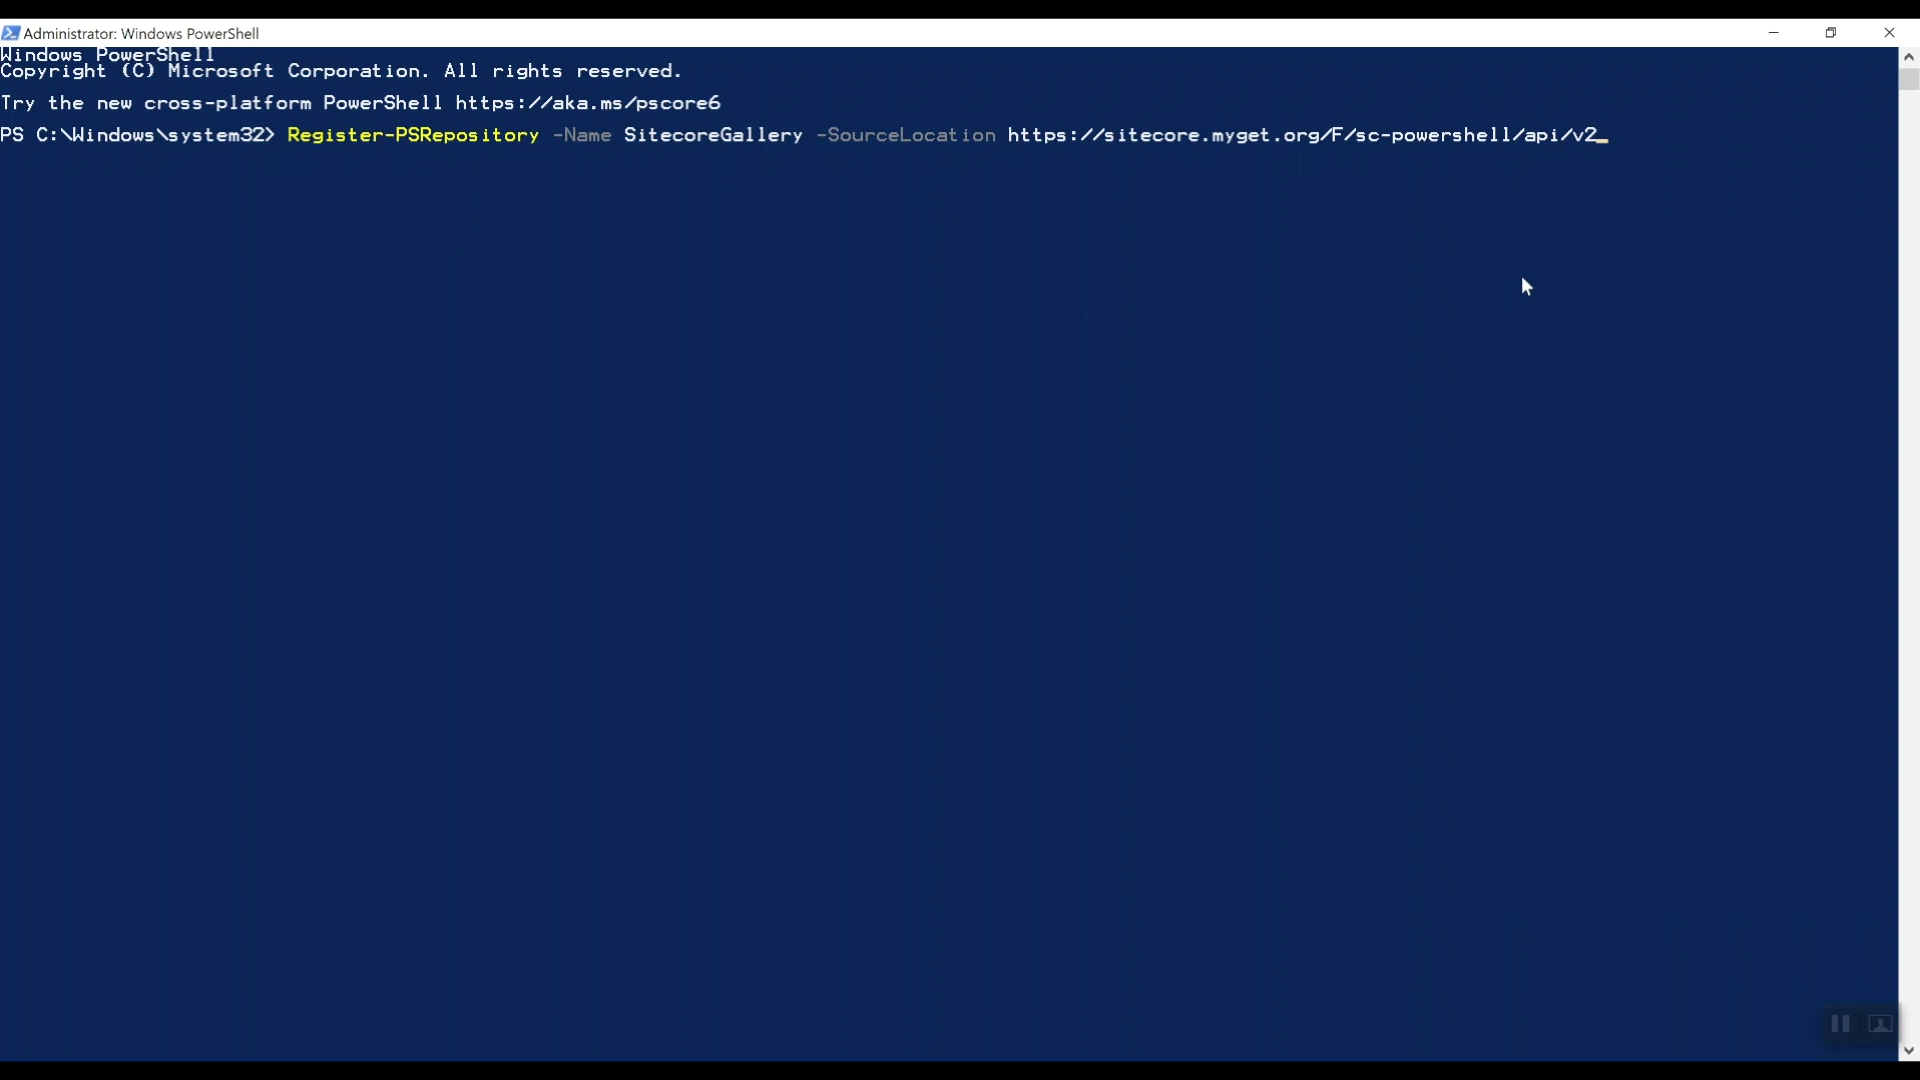 Administrator: Windows PowerShell
Windows PowerShell
Copyright (C) Microsoft Corporation. All rights reserved.
Try the new cross-platform PowerShell https://aka.ms/pscore6
PS C:\Windows\system32> Register-PSRepository -Name SitecoreGallery -SourceLocation https://sitecore.myget.org/F/sc-powershell/api/v2_